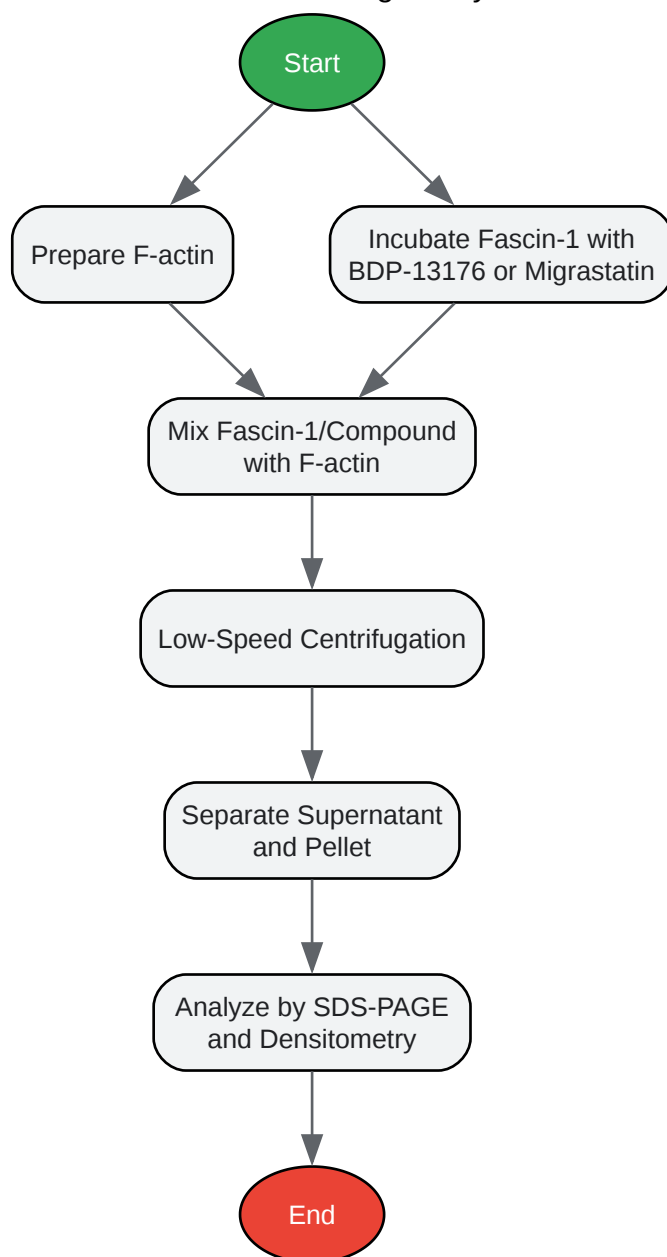 Start
Prepare F-actin
Incubate Fascin-1 with
BDP-13176 or Migrastatin
Mix Fascin-1/Compound
with F-actin
Low-Speed Centrifugation
Separate Supernatant
and Pellet
Analyze by SDS-PAGE
and Densitometry
End